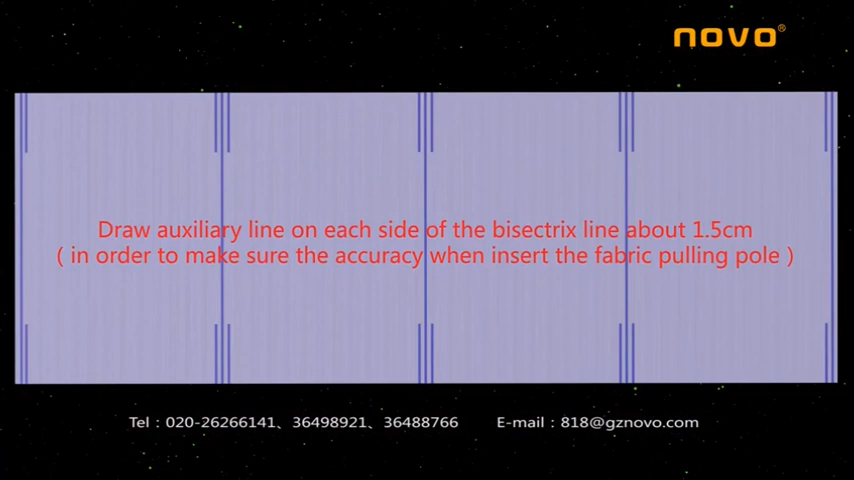 novo®
Draw auxiliary line on each side of the bisectrix line about 1.5cm
( in order to make sure the accuracy when insert the fabric pulling pole )
Tel : 020-26266141、36498921、36488766 E-mail : 818@gznovo.com